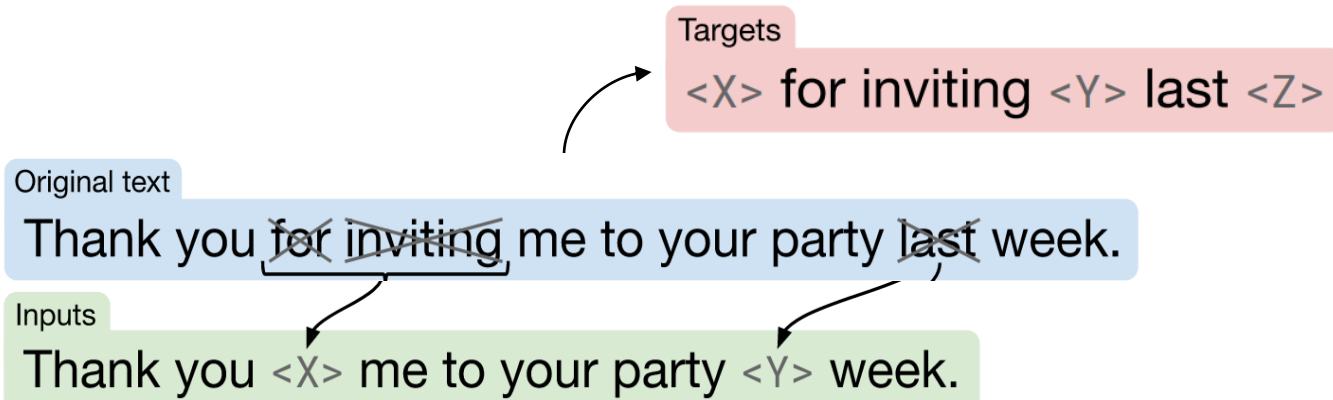 Targets
<X> for inviting <Y> last <Z>
Original text
Thank you for inviting me to your party last week.
Inputs
Thank you <X> me to your party <Y> week.